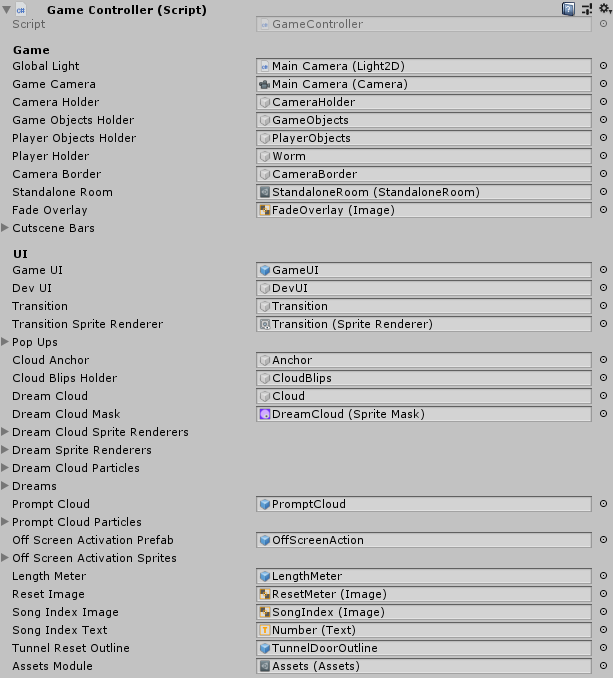 Game Controller (Script)
Script GameController
Game
Global Light Main Camera (Light2D)
Game Camera Main Camera (Camera)
Camera Holder CameraHolder
Game Objects Holder GameObjects
Player Objects Holder PlayerObjects
Player Holder Worm
Camera Border CameraBorder
Standalone Room StandaloneRoom (StandaloneRoom)
Fade Overlay FadeOverlay (Image)
Cutscene Bars
UI
Game UI GameUI
Dev UI DevUI
Transition Transition
Transition Sprite Renderer Transition (Sprite Renderer)
Pop Ups
Cloud Anchor Anchor
Cloud Blips Holder CloudBlips
Dream Cloud Cloud
Dream Cloud Mask DreamCloud (Sprite Mask)
Dream Cloud Sprite Renderers
Dream Sprite Renderers
Dream Cloud Particles
Dreams
Prompt Cloud PromptCloud
Prompt Cloud Particles
Off Screen Activation Prefab OffScreenAction
Off Screen Activation Sprites
Length Meter LengthMeter
Reset Image ResetMeter (Image)
Song Index Image SongIndex (Image)
Song Index Text Number (Text)
Tunnel Reset Outline TunnelDoorOutline
Assets Module Assets (Assets)